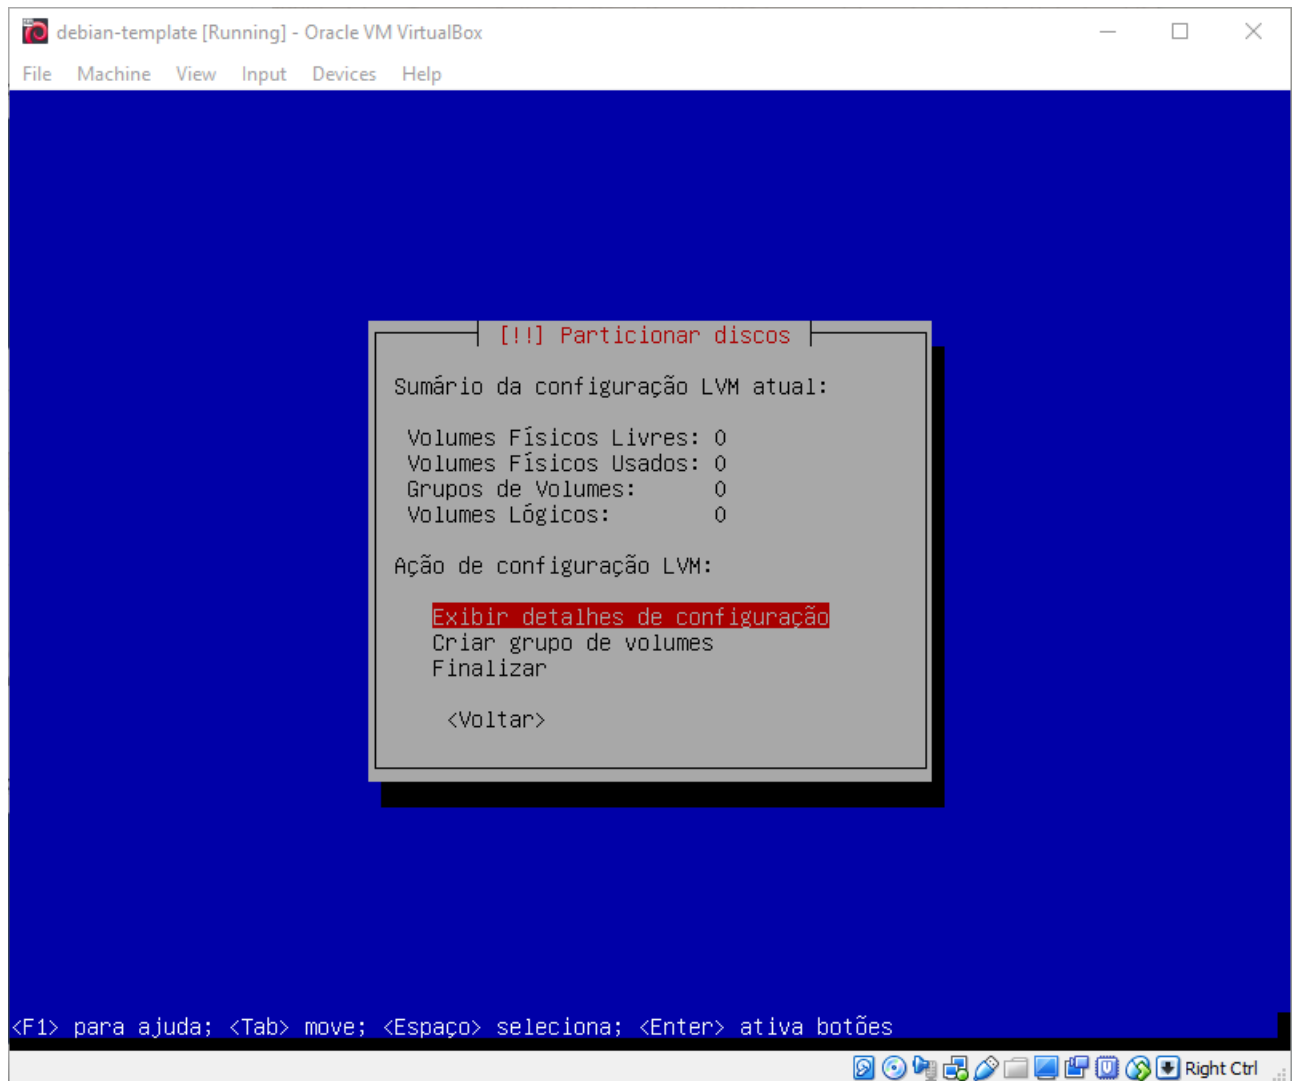 debian-template [Running] - Oracle VM VirtualBox
File Machine View Input Devices Help
[!!] Particionar discos
Sumário da configuração LVM atual:
Volumes Físicos Livres: 0
Volumes Físicos Usados: 0
Grupos de Volumes: 0
Volumes Lógicos: 0
Ação de configuração LVM:
Exibir detalhes de configuração
Criar grupo de volumes
Finalizar
<Voltar>
<F1> para ajuda; <Tab> move; <Espaço> seleciona; <Enter> ativa botões
Right Ctrl